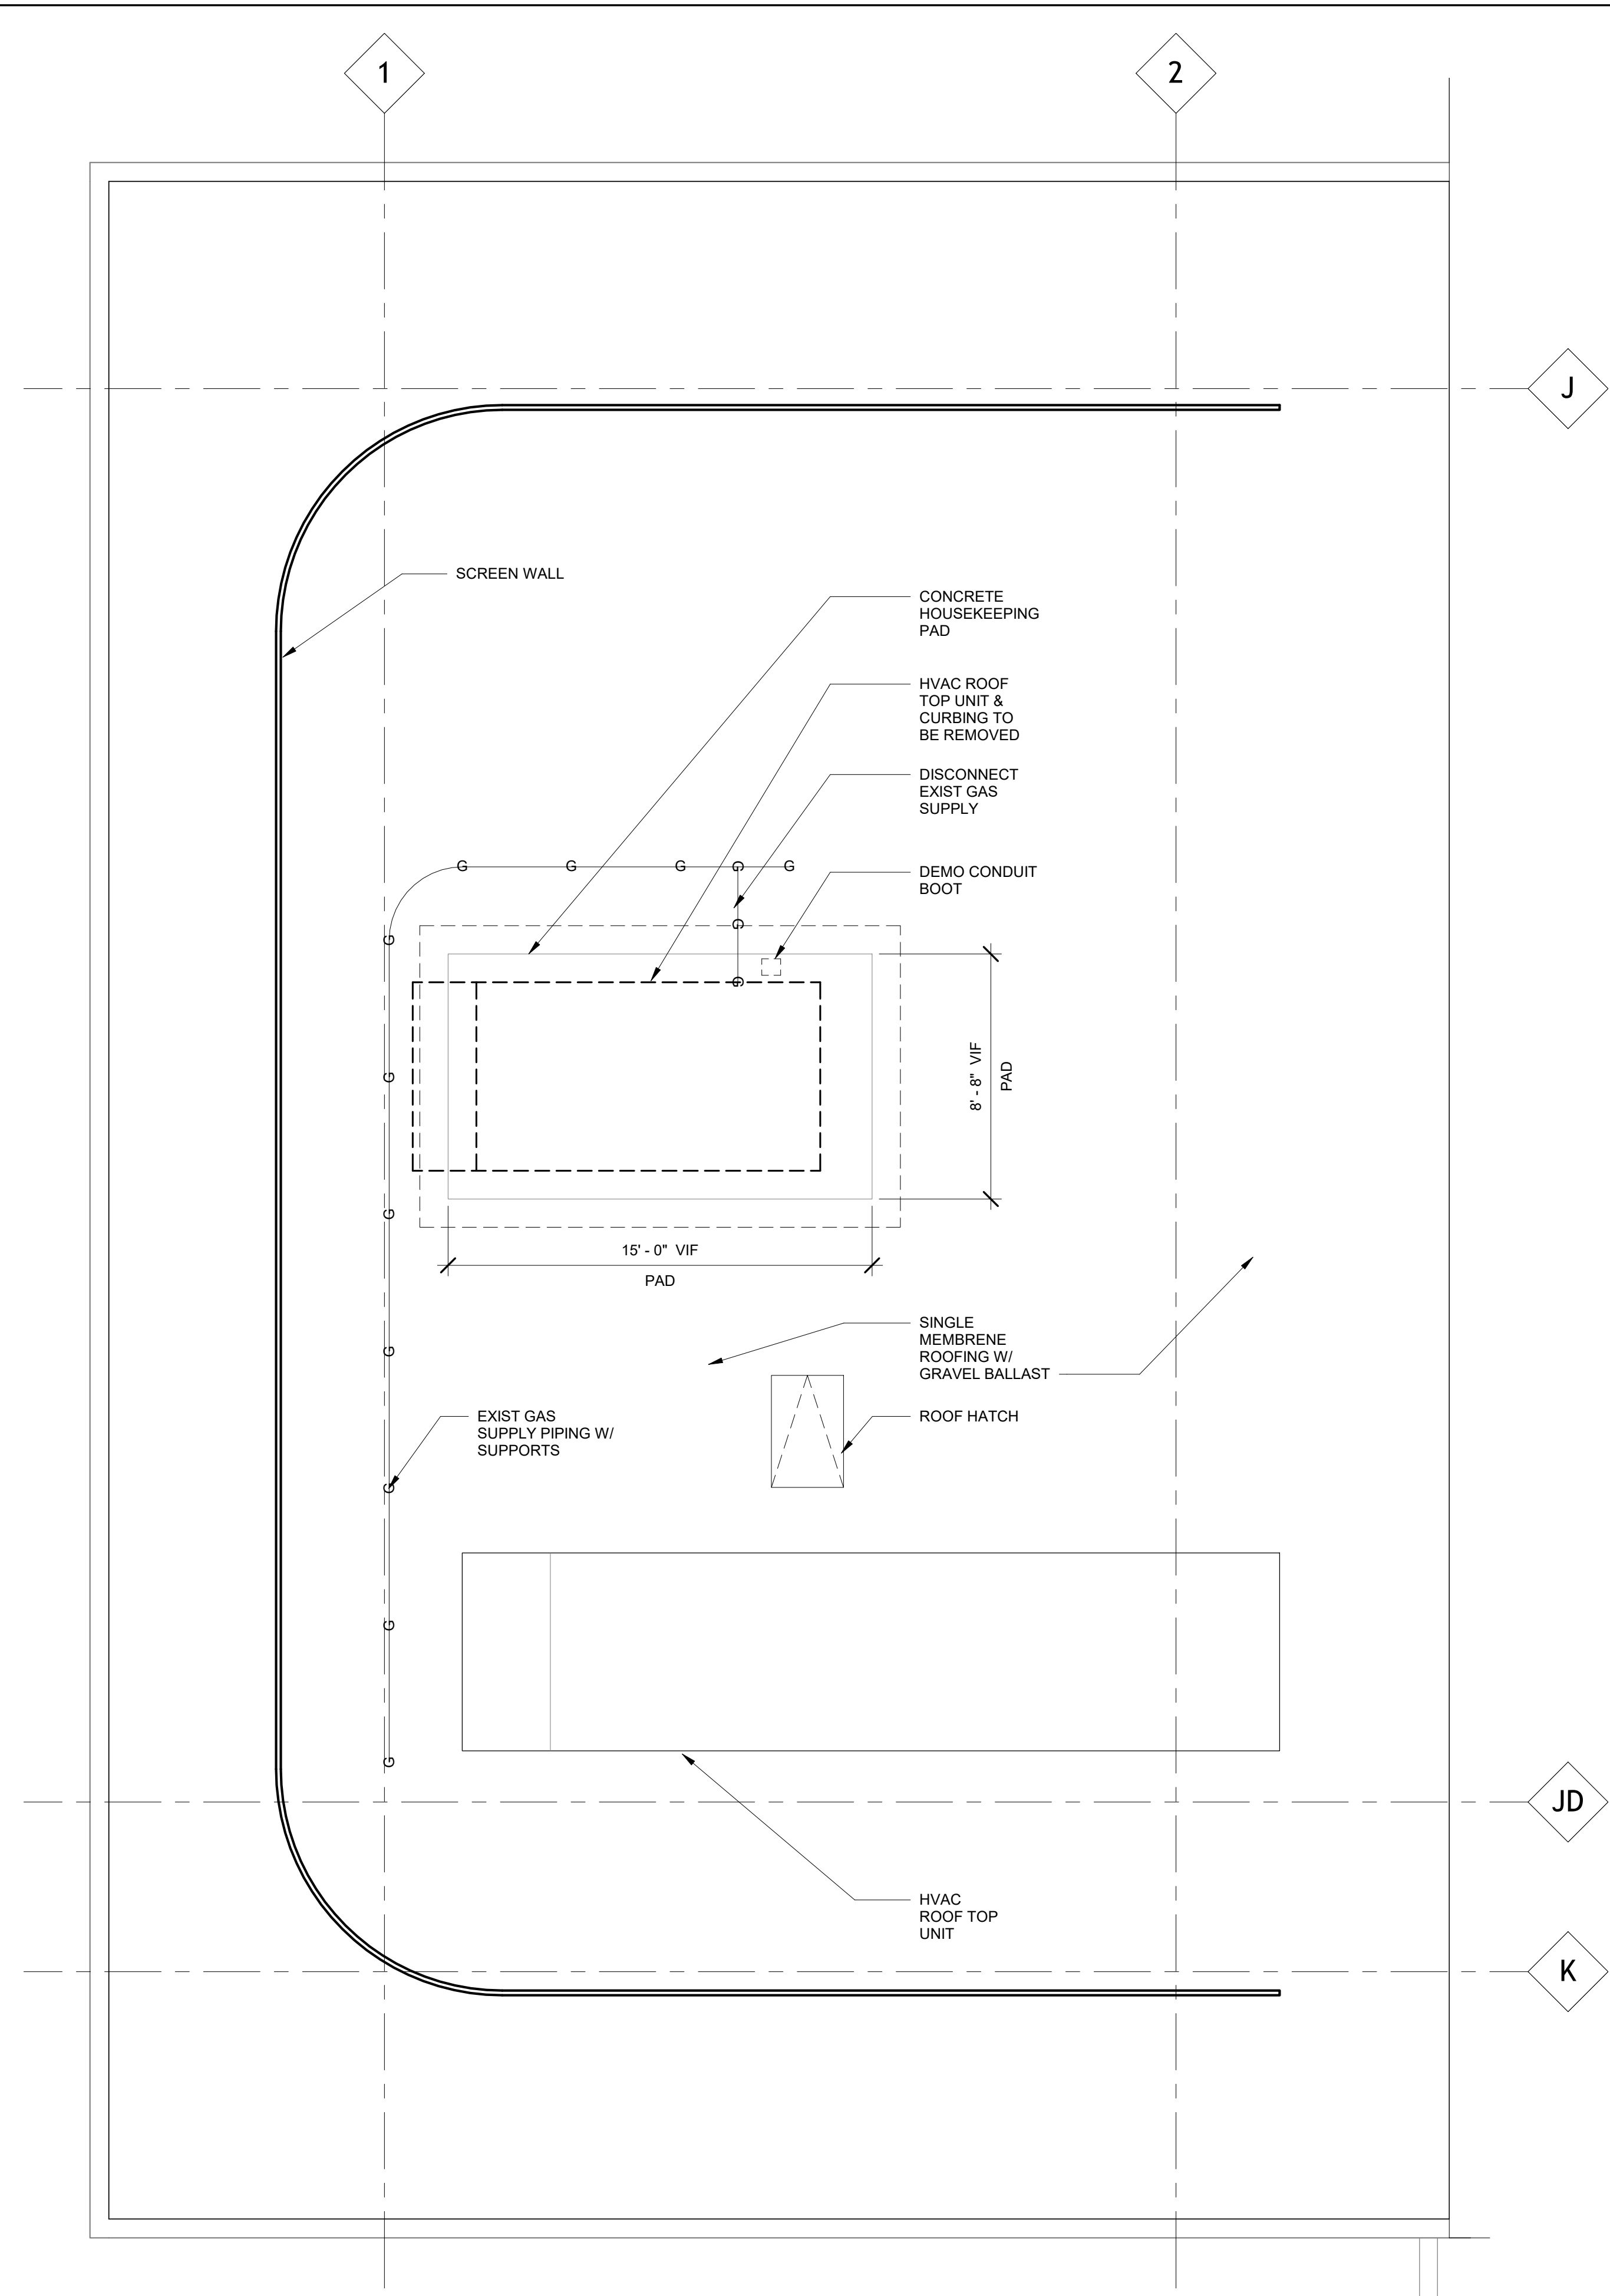 1
2
J
SCREEN WALL
CONCRETE
HOUSEKEEPING
PAD
HVAC ROOF
TOP UNIT &
CURBING TO
BE REMOVED
DISCONNECT
EXIST GAS
SUPPLY
G G G G G
DEMO CONDUIT
BOOT
G
G
G
G
8' - 8" VIF
PAD
G
15' - 0" VIF
PAD
SINGLE
MEMBRENE
ROOFING W/
GRAVEL BALLAST
G
EXIST GAS
SUPPLY PIPING W/
SUPPORTS
ROOF HATCH
G
G
G
JD
HVAC
ROOF TOP
UNIT
K